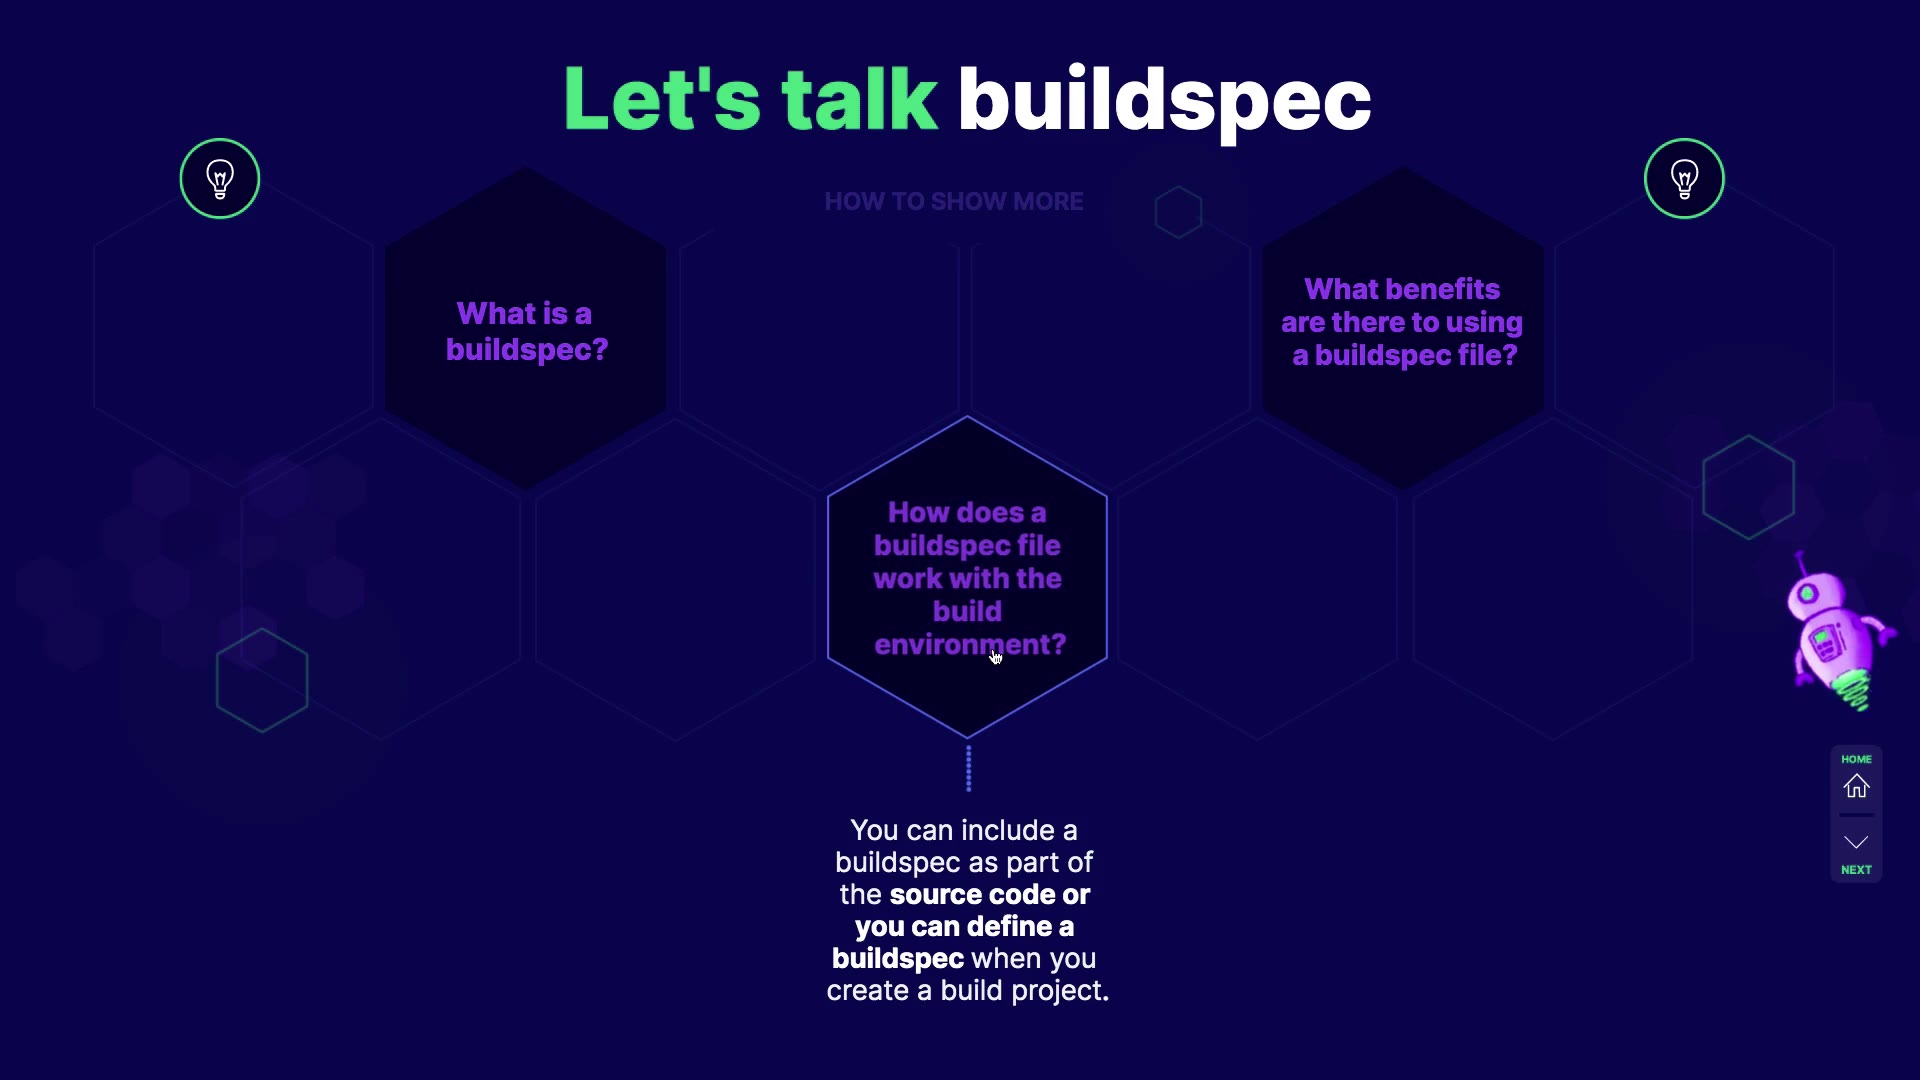 Let's talk buildspec
HOW TO SHOW MORE
What is a
buildspec?
What benefits
are there to using
a buildspec file?
How does a
buildspec file
work with the
build
environment?
HOME
NEXT
You can include a
buildspec as part of
the source code or
you can define a
buildspec when you
create a build project.